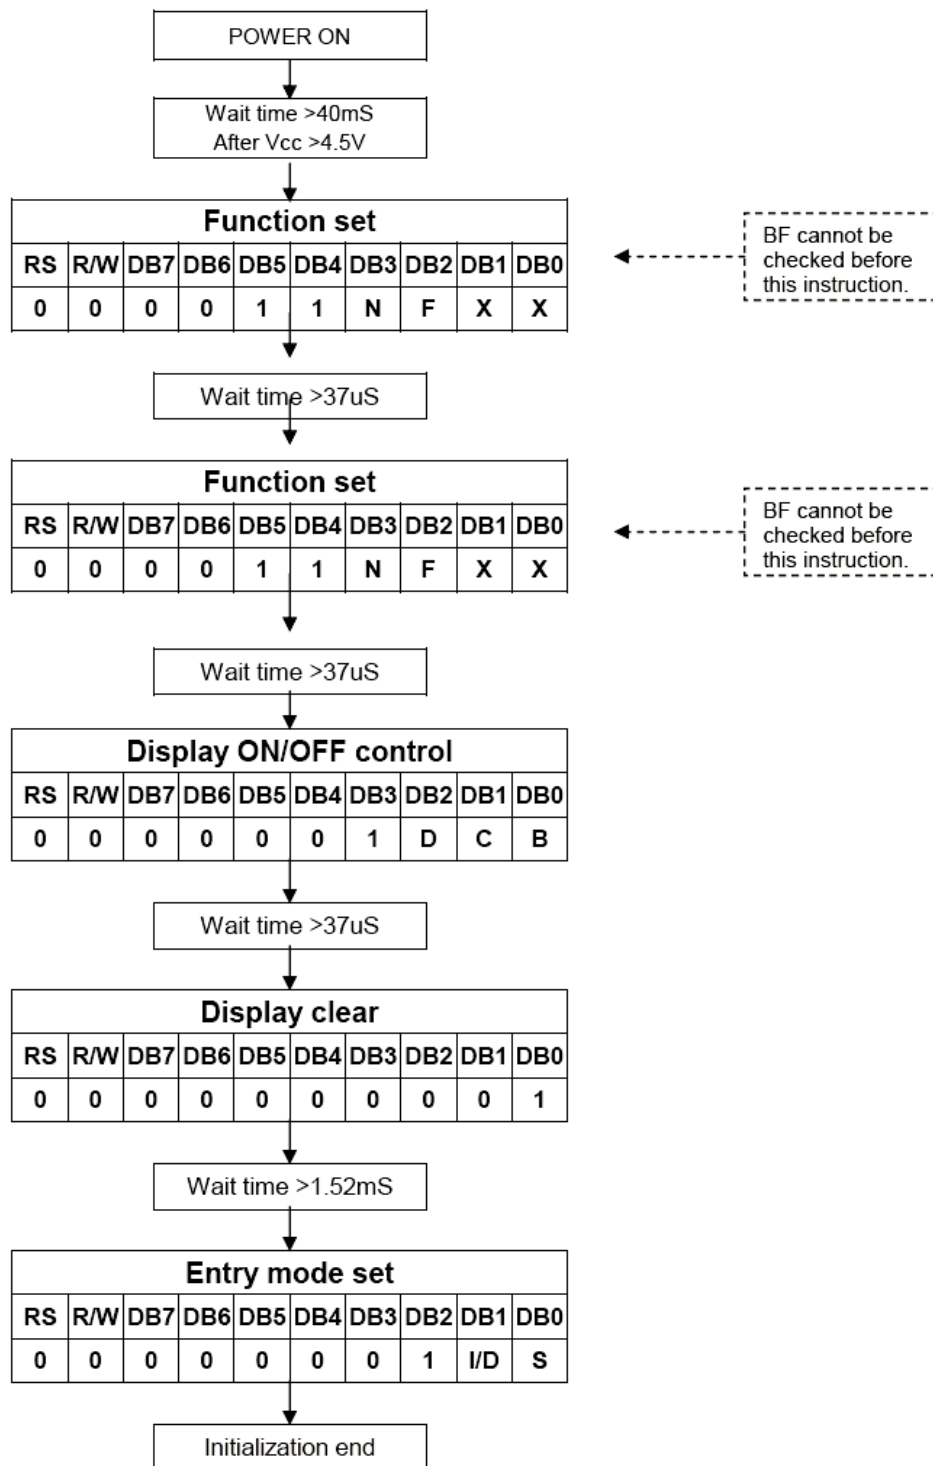 POWER ON
Wait time >40mS
After Vcc >4.5V
Function set
RS R/W DB7 DB6 DB5 DB4 DB3 DB2 DB1 DB0
0 0 0 0 1 1 N F X X
BF cannot be
checked before
this instruction.
Wait time >37uS
Function set
RS R/W DB7 DB6 DB5 DB4 DB3 DB2 DB1 DB0
0 0 0 0 1 1 N F X X
BF cannot be
checked before
this instruction.
Wait time >37uS
Display ON/OFF control
RS R/W DB7 DB6 DB5 DB4 DB3 DB2 DB1 DB0
0 0 0 0 0 0 1 D C B
Wait time >37uS
Display clear
RS R/W DB7 DB6 DB5 DB4 DB3 DB2 DB1 DB0
0 0 0 0 0 0 0 0 0 1
Wait time >1.52mS
Entry mode set
RS R/W DB7 DB6 DB5 DB4 DB3 DB2 DB1 DB0
0 0 0 0 0 0 0 1 I/D S
Initialization end